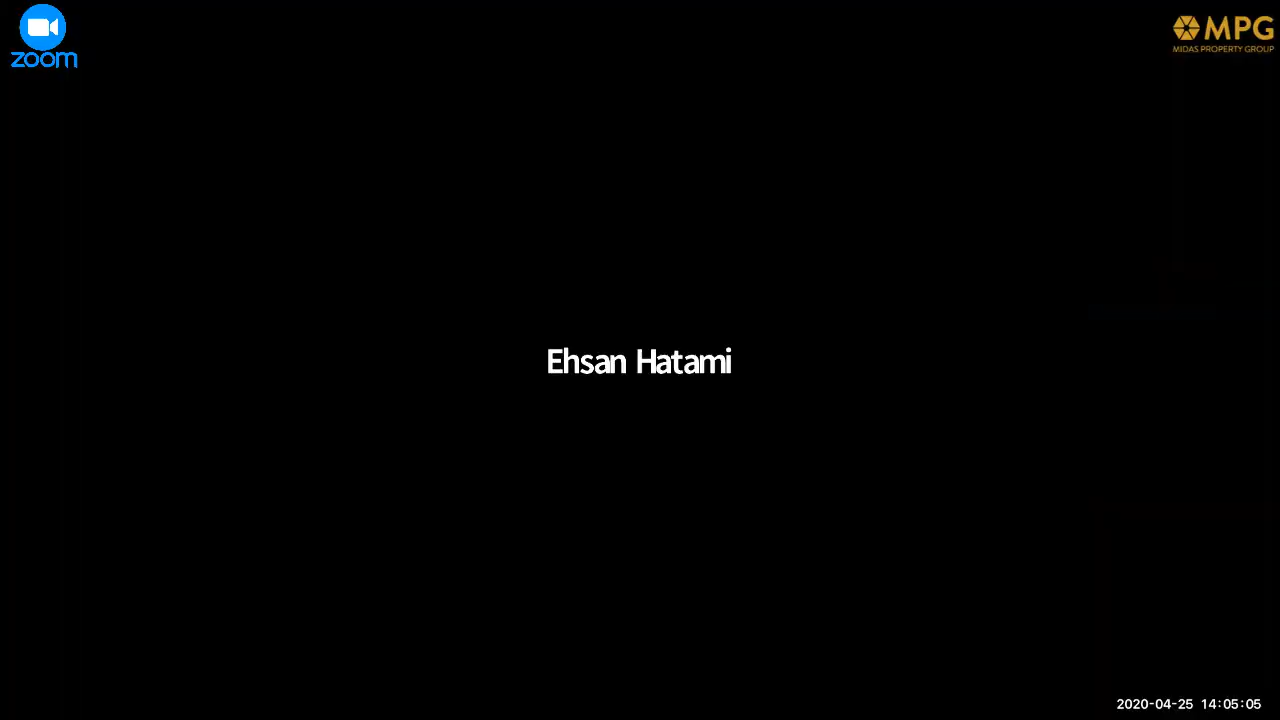 zoom
MPG
MIDAS PROPERTY GROUP
Ehsan Hatami
2020-04-25 14:05:05